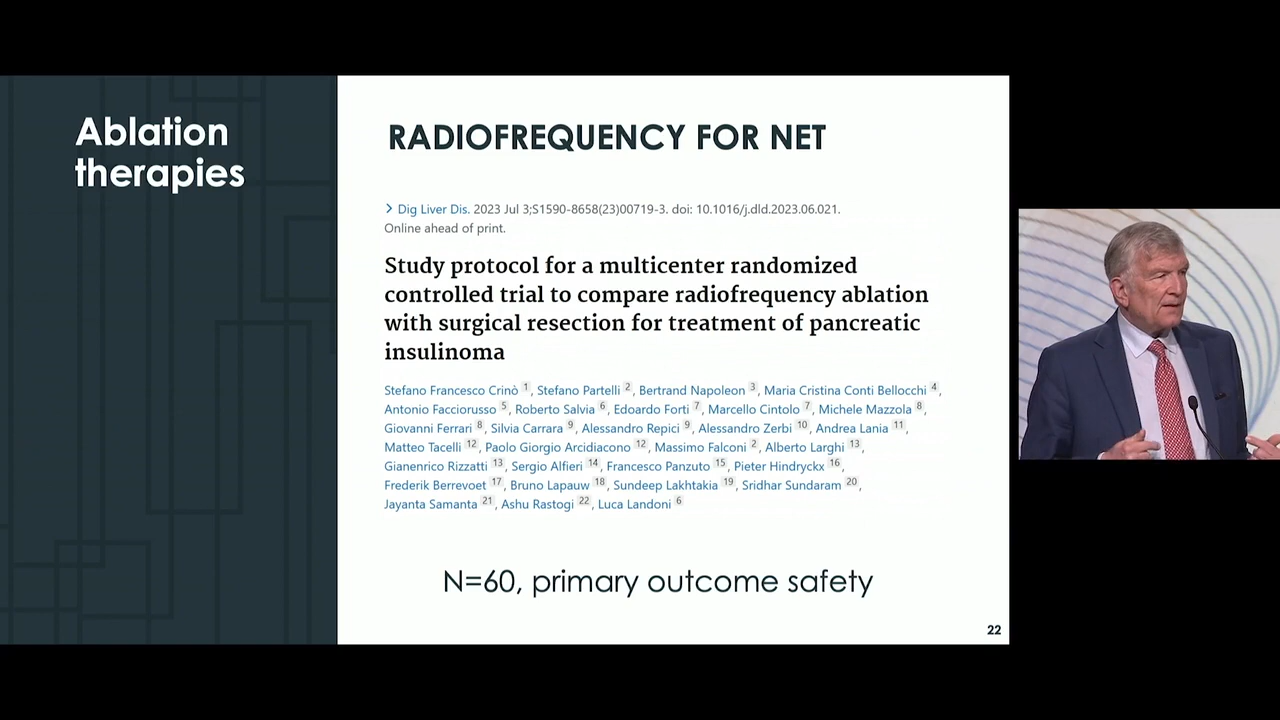 Ablation
therapies
RADIOFREQUENCY FOR NET
> Dig Liver Dis. 2023 Jul 3;S1590-8658(23)00719-3. doi: 10.1016/j.dld.2023.06.021.
Online ahead of print.
Study protocol for a multicenter randomized
controlled trial to compare radiofrequency ablation
with surgical resection for treatment of pancreatic
insulinoma
Stefano Francesco Crinò 1, Stefano Partelli 2, Bertrand Napoleon 3, Maria Cristina Conti Bellocchi 4,
Antonio Facciorusso 5, Roberto Salvia 6, Edoardo Forti 7, Marcello Cintolo 7, Michele Mazzola 8,
Giovanni Ferrari 8, Silvia Carrara 9, Alessandro Repici 9, Alessandro Zerbi 10, Andrea Lania 11,
Matteo Tacelli 12, Paolo Giorgio Arcidiacono 12, Massimo Falconi 2, Alberto Larghi 13,
Gianenrico Rizzatti 13, Sergio Alfieri 14, Francesco Panzuto 15, Pieter Hindryckx 16,
Frederik Berrevoet 17, Bruno Lapauw 18, Sundeep Lakhtakia 19, Sridhar Sundaram 20,
Jayanta Samanta 21, Ashu Rastogi 22, Luca Landoni 6
N=60, primary outcome safety
22